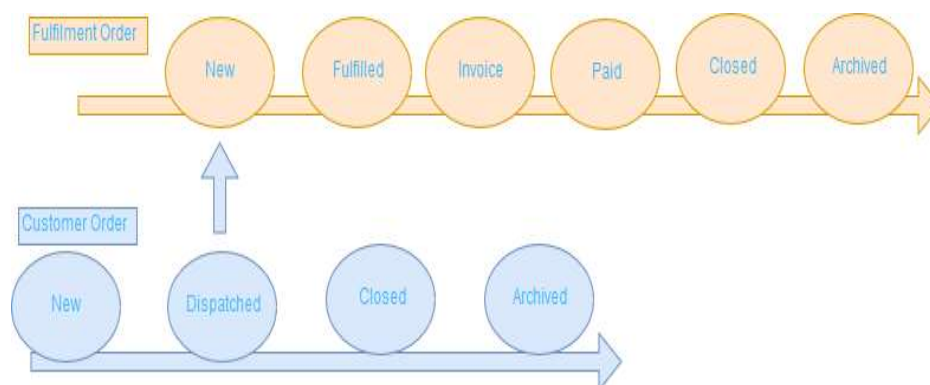 Fulfilment Order
New
Fulfilled
Invoice
Paid
Closed
Archived
Customer Order
New
Dispatched
Closed
Archived